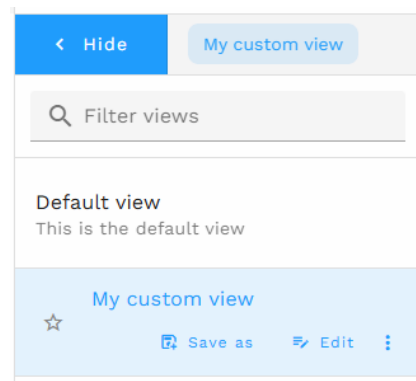 Hide
My custom view
Filter views
Default view
This is the default view
My custom view
Save as
Edit